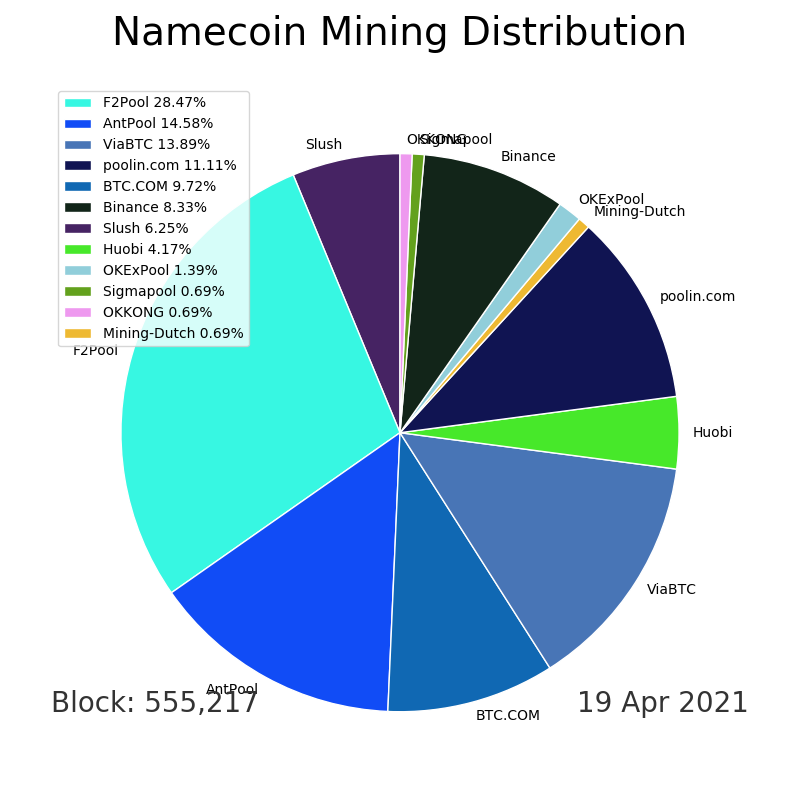 Namecoin Mining Distribution
F2Pool 28.47%
AntPool 14.58%
ViaBTC 13.89%
poolin.com 11.11%
BTC.COM 9.72%
Binance 8.33%
Slush 6.25%
Huobi 4.17%
OKExPool 1.39%
Sigmapool 0.69%
OKKONG 0.69%
Mining-Dutch 0.69%
Slush
OKKONG
Sigmapool
Binance
OKExPool
Mining-Dutch
poolin.com
F2Pool
Huobi
ViaBTC
AntPool
BTC.COM
Block: 555,217
19 Apr 2021